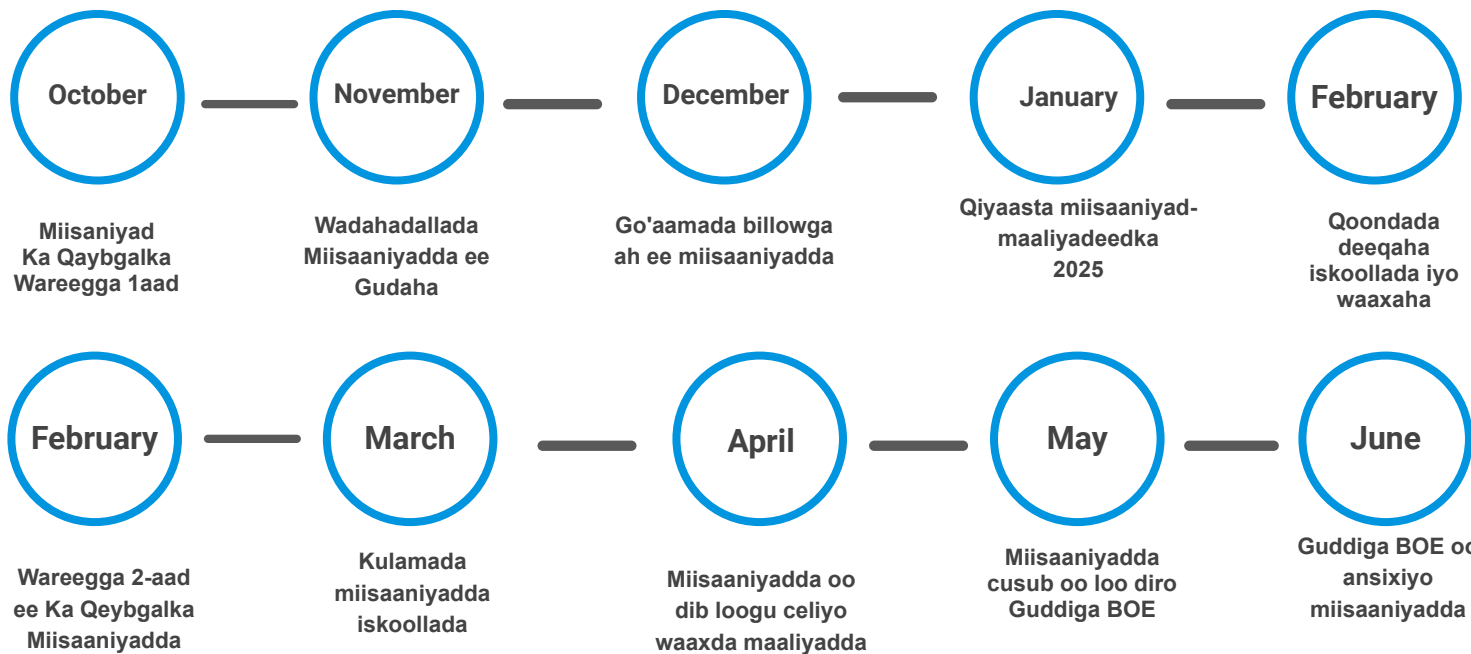 October
November
December
January
February
Miisaniyad
Ka Qaybgalka
Wareegga 1aad
Wadahadallada
Miisaaniyadda ee
Gudaha
Go'aamada billowga
ah ee miisaaniyadda
Qiyaasta miisaaniyad-
maaliyadeedka
2025
Qoondada
deeqaha
iskoollada iyo
waaxaha
February
March
April
May
June
Wareegga 2-aad
ee Ka Qeybgalka
Miisaaniyadda
Kulamada
miisaaniyadda
iskoollada
Miisaaniyadda oo
dib loogu celiyo
waaxda maaliyadda
Miisaaniyadda
cusub oo loo diro
Guddiga BOE
Guddiga BOE oo
ansixiyo
miisaaniyadda